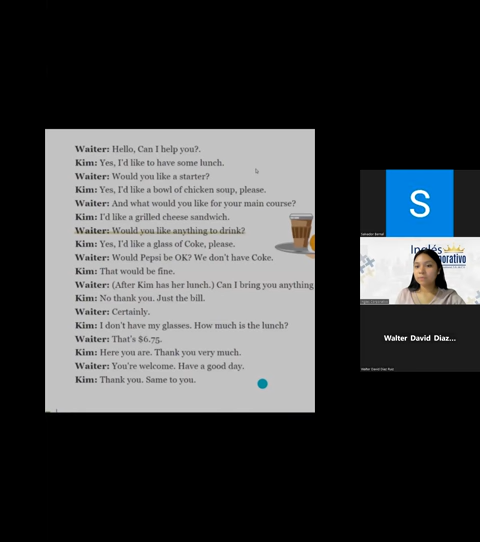 Waiter: Hello, Can I help you?.
Kim: Yes, I'd like to have some lunch.
Waiter: Would you like a starter?
Kim: Yes, I'd like a bowl of chicken soup, please.
Waiter: And what would you like for your main course?
Kim: I'd like a grilled cheese sandwich.
Waiter: Would you like anything to drink?
Kim: Yes, I'd like a glass of Coke, please.
Waiter: Would Pepsi be OK? We don't have Coke.
Kim: That would be fine.
Waiter: (After Kim has her lunch.) Can I bring you anything
Kim: No thank you. Just the bill.
Waiter: Certainly.
Kim: I don't have my glasses. How much is the lunch?
Waiter: That's $6.75.
Kim: Here you are. Thank you very much.
Waiter: You're welcome. Have a good day.
Kim: Thank you. Same to you.
S
Inglés
Walter David Diaz...